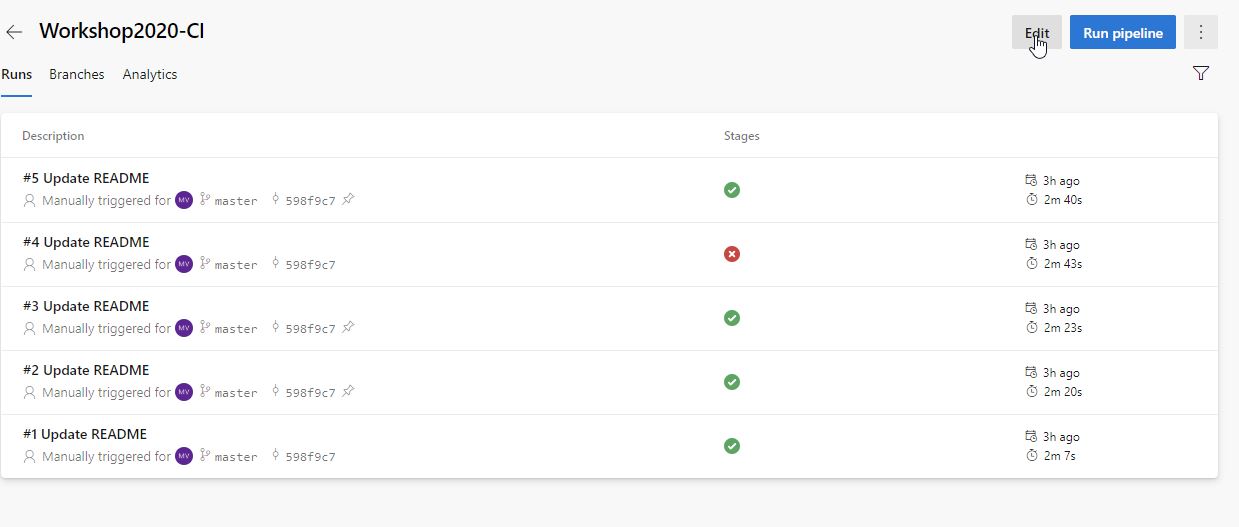 Workshop2020-CI
Edit
Run pipeline
Runs Branches Analytics
Description Stages
#5 Update README
3h ago
Manually triggered for MV master 598f9c7
2m 40s
#4 Update README
3h ago
Manually triggered for MV master 598f9c7
2m 43s
#3 Update README
3h ago
Manually triggered for MV master 598f9c7
2m 23s
#2 Update README
3h ago
Manually triggered for MV master 598f9c7
2m 20s
#1 Update README
3h ago
Manually triggered for MV master 598f9c7
2m 7s